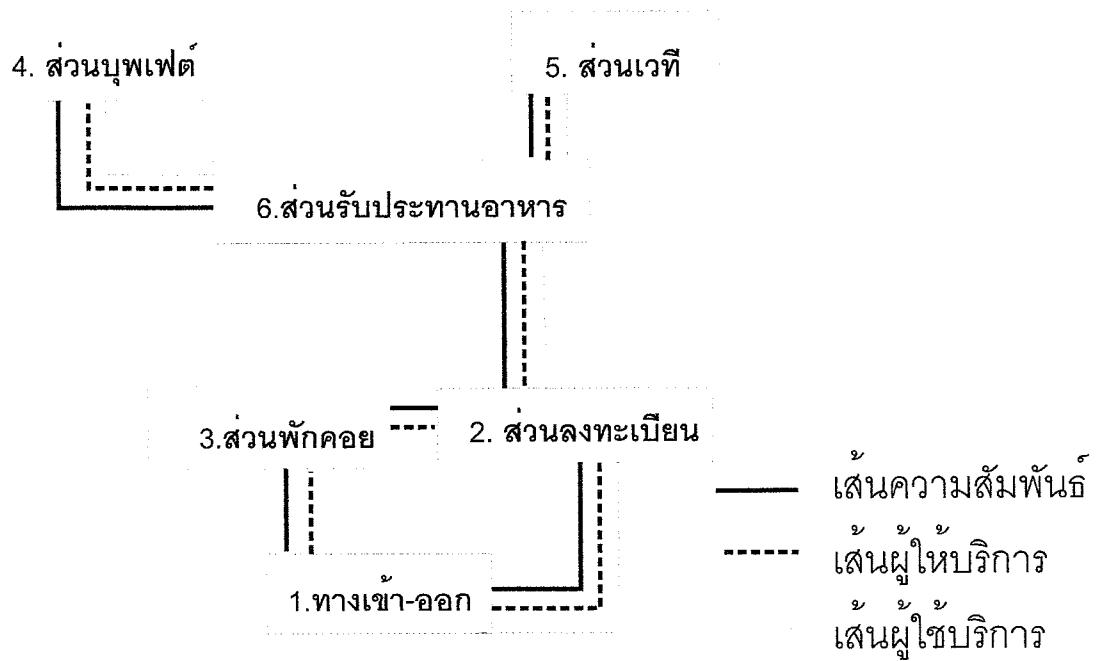 4. ส่วนบุพเฟต์
5. ส่วนเวที
6.ส่วนรับประทานอาหาร
3.ส่วนพักคอย
2. ส่วนลงทะเบียน
1.ทางเข้า-ออก
เส้นความสัมพันธ์
เส้นผู้ให้บริการ
เส้นผู้ใช้บริการ